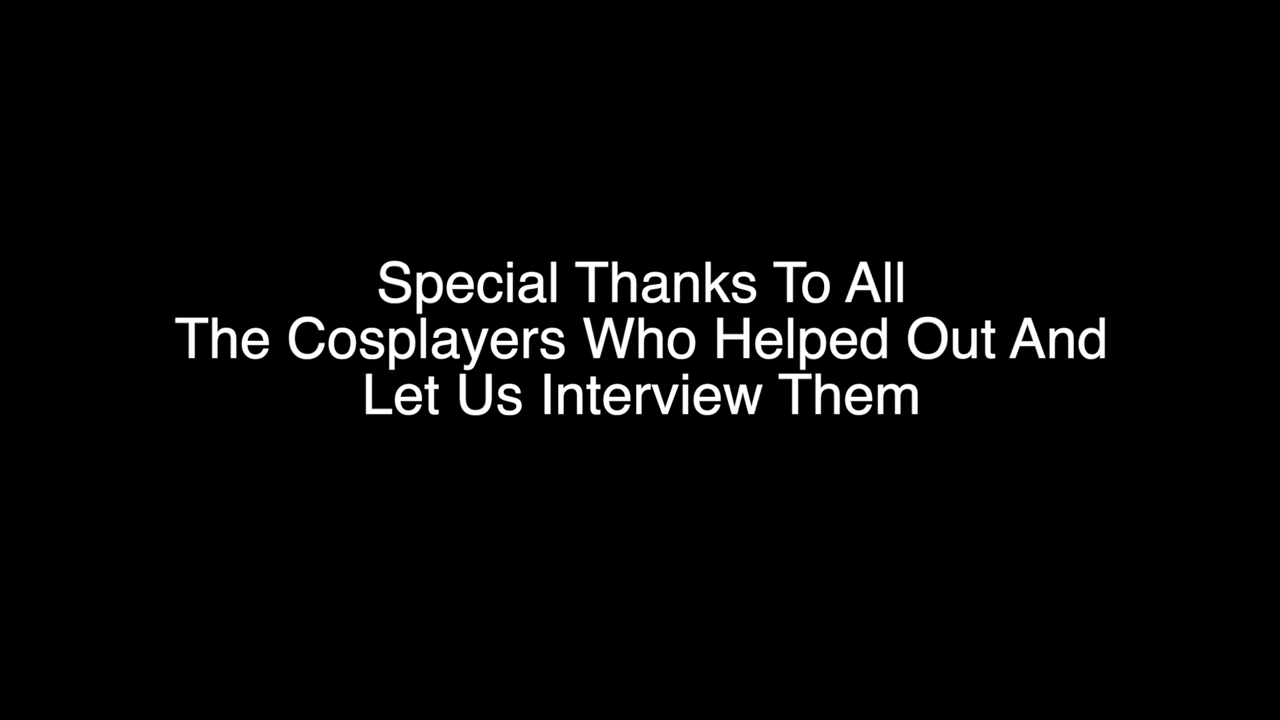 Special Thanks To All
The Cosplayers Who Helped Out And
Let Us Interview Them